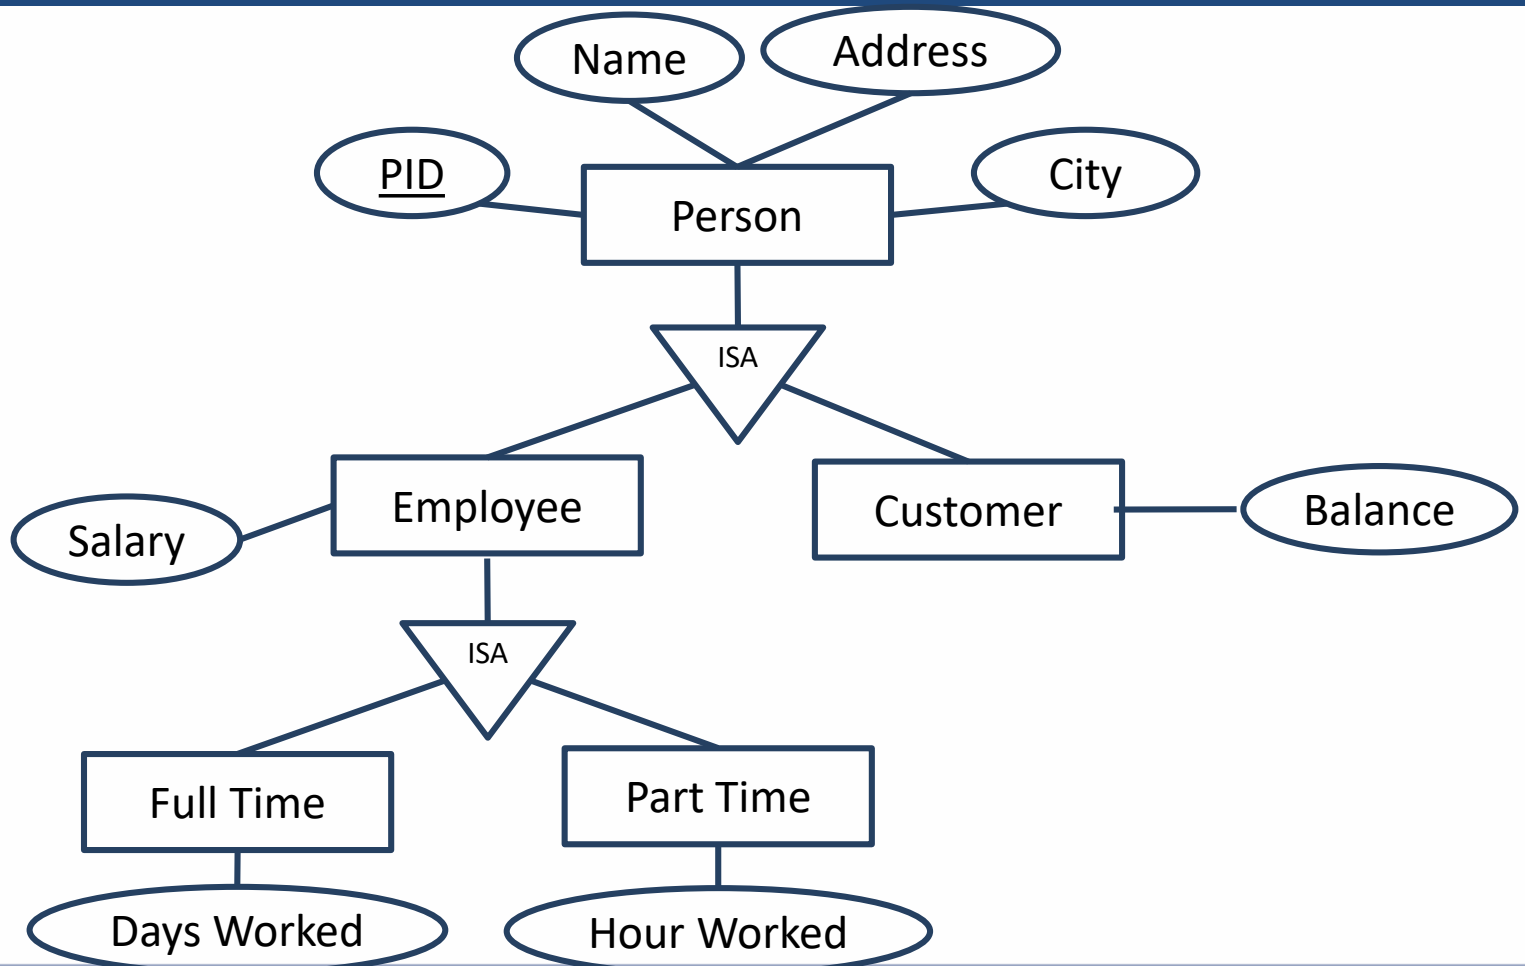 Name
Address
PID
City
Person
ISA
Employee
Customer
Balance
Salary
ISA
Full Time
Part Time
Days Worked
Hour Worked